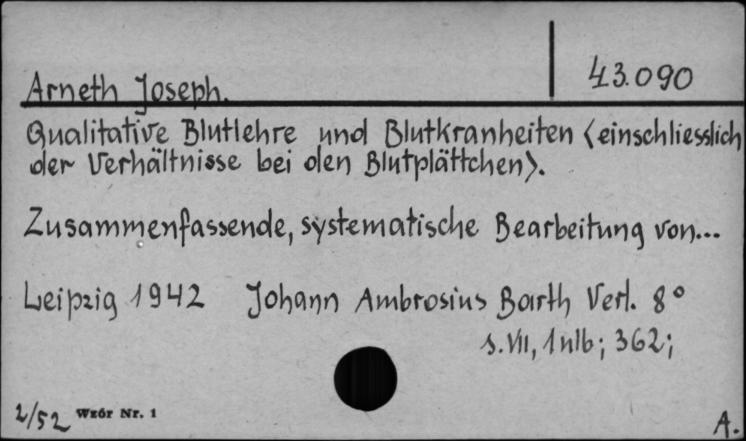 43.090
Arneth Joseph.
Qualitative Blutlehre und Blutkranheiten <einschliesslich
der Verhältnisse bei den Blutplättchen>.
Zusammenfassende, systematische Bearbeitung von...
Leipzig 1942 Johann Ambrosius Barth Verl. 8°
s. VII, 1 nlb; 362;
2/52 Wzór Nr. 1
A.